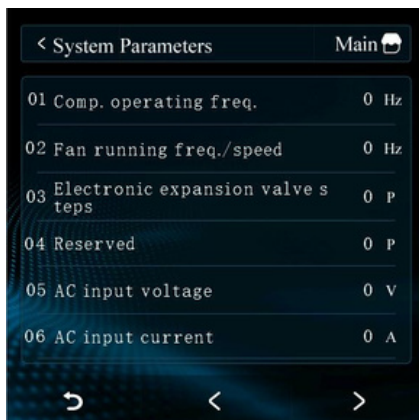 < System Parameters Main
01 Comp. operating freq. 0 Hz
02 Fan running freq./speed 0 Hz
03 Electronic expansion valve s
teps 0 P
04 Reserved 0 P
05 AC input voltage 0 V
06 AC input current 0 A